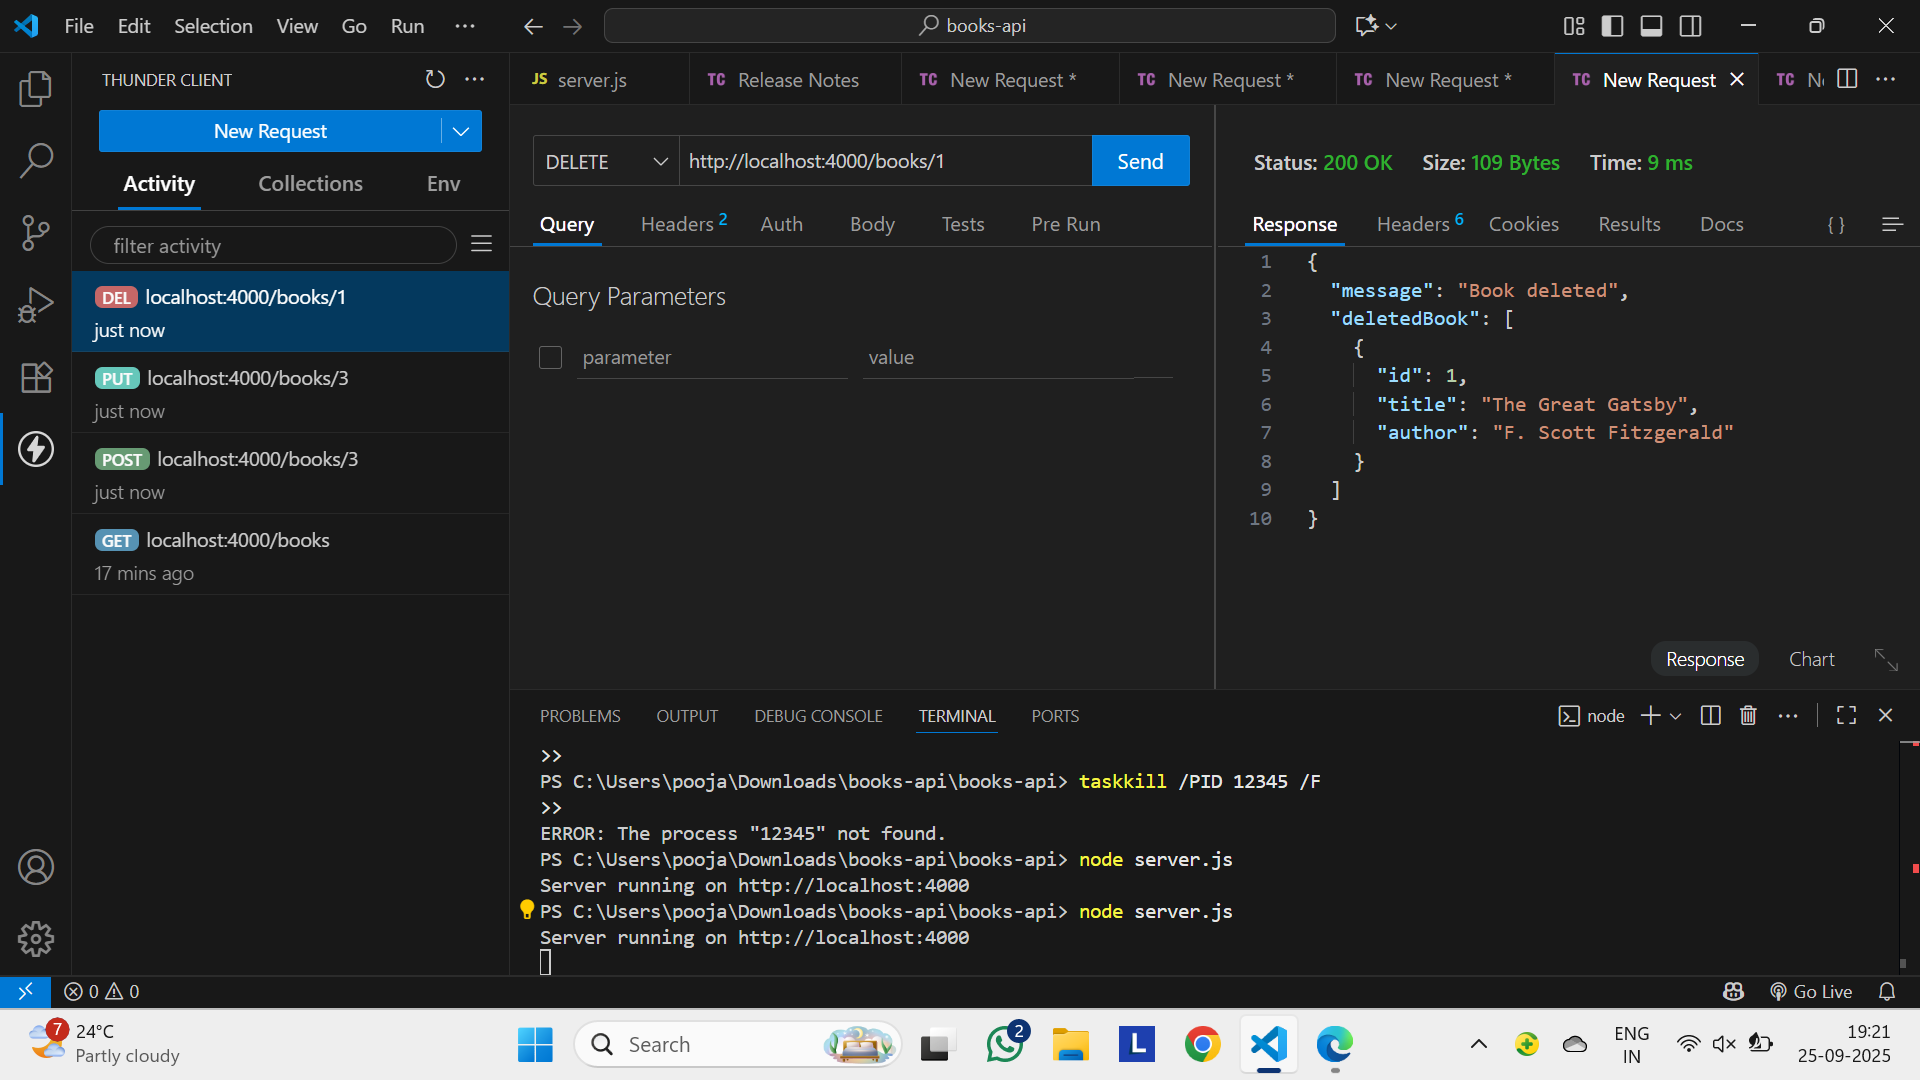 File Edit Selection View Go Run ···
books-api
THUNDER CLIENT
New Request
Activity Collections Env
filter activity
DEL localhost:4000/books/1
just now
PUT localhost:4000/books/3
just now
POST localhost:4000/books/3
just now
GET localhost:4000/books
17 mins ago
JS server.js
TC Release Notes
TC New Request *
TC New Request *
TC New Request *
TC New Request
TC
DELETE http://localhost:4000/books/1 Send
Query Headers 2 Auth Body Tests Pre Run
Query Parameters
parameter value
Status: 200 OK Size: 109 Bytes Time: 9 ms
Response Headers 6 Cookies Results Docs { }
1 {
2 "message": "Book deleted",
3 "deletedBook": [
4 {
5 "id": 1,
6 "title": "The Great Gatsby",
7 "author": "F. Scott Fitzgerald"
8 }
9 ]
10 }
Response Chart
PROBLEMS OUTPUT DEBUG CONSOLE TERMINAL PORTS
node
>>
PS C:\Users\pooja\Downloads\books-api\books-api> taskkill /PID 12345 /F
>>
ERROR: The process "12345" not found.
PS C:\Users\pooja\Downloads\books-api\books-api> node server.js
Server running on http://localhost:4000
PS C:\Users\pooja\Downloads\books-api\books-api> node server.js
Server running on http://localhost:4000
0 0
Go Live
7
24°C
Partly cloudy
Search
2
L
ENG
IN
19:21
25-09-2025